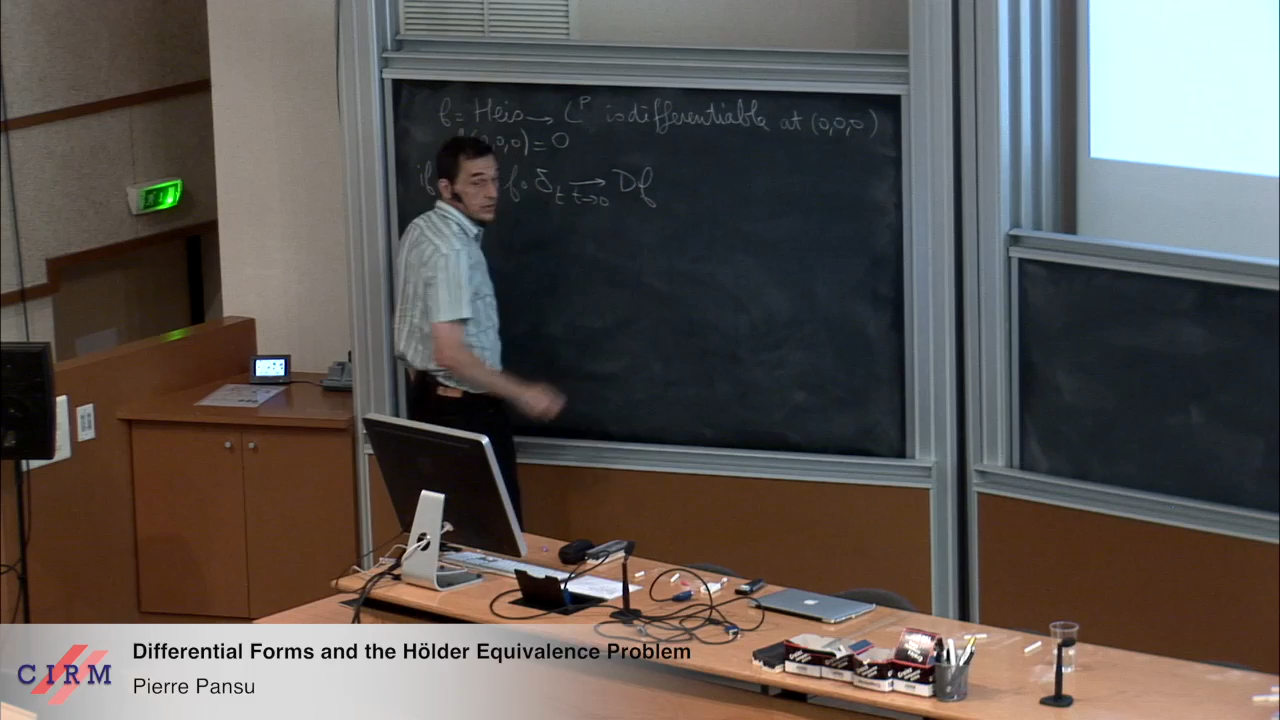 f: Heis → L^p is differentiable at (0,0,0)
(0,0,0) = 0
if f∘δ_t →_{t→0} Df
CIRM
Differential Forms and the Hölder Equivalence Problem
Pierre Pansu